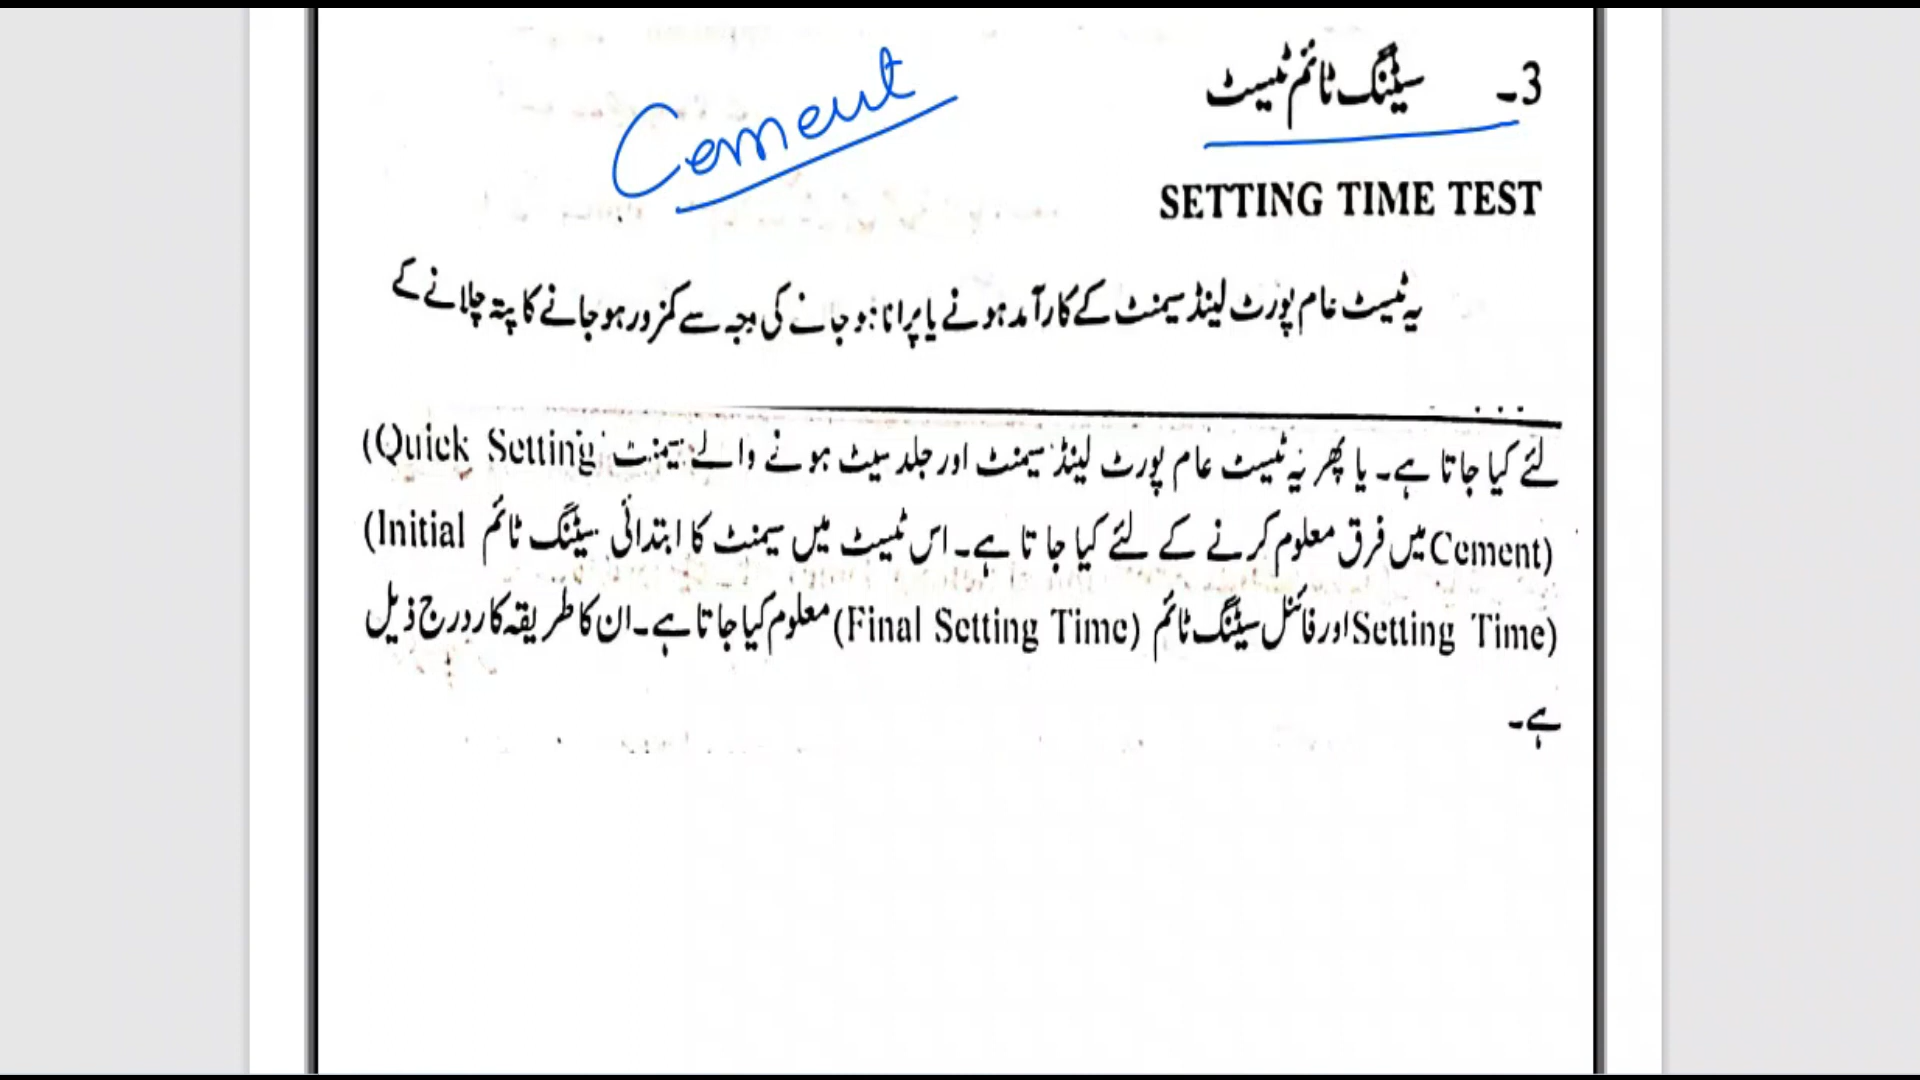 3۔ سیٹنگ ٹائم ٹیسٹ
Cement
SETTING TIME TEST
یہ ٹیسٹ عام پورٹ لینڈ سیمنٹ کے کارآمد ہونے یا پرانا ہو جانے کی وجہ سے کمزور ہو جانے کا پتہ چلانے کے
لئے کیا جاتا ہے۔ یا پھر یہ ٹیسٹ عام پورٹ لینڈ سیمنٹ اور جلد سیٹ ہونے والے سیمنٹ (Quick Setting
Cement) میں فرق معلوم کرنے کے لئے کیا جاتا ہے۔ اس ٹیسٹ میں سیمنٹ کا ابتدائی سیٹنگ ٹائم (Initial
Setting Time) اور فائنل سیٹنگ ٹائم (Final Setting Time) معلوم کیا جاتا ہے۔ ان کا طریقہ کار درج ذیل
ہے۔